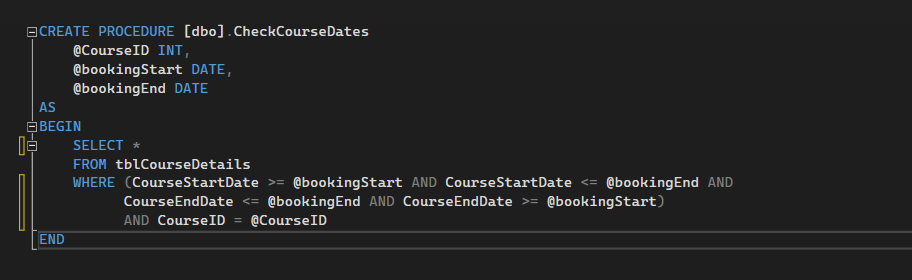 CREATE PROCEDURE [dbo].CheckCourseDates
@CourseID INT,
@bookingStart DATE,
@bookingEnd DATE
AS
BEGIN
SELECT *
FROM tblCourseDetails
WHERE (CourseStartDate >= @bookingStart AND CourseStartDate <= @bookingEnd AND
CourseEndDate <= @bookingEnd AND CourseEndDate >= @bookingStart)
AND CourseID = @CourseID
END